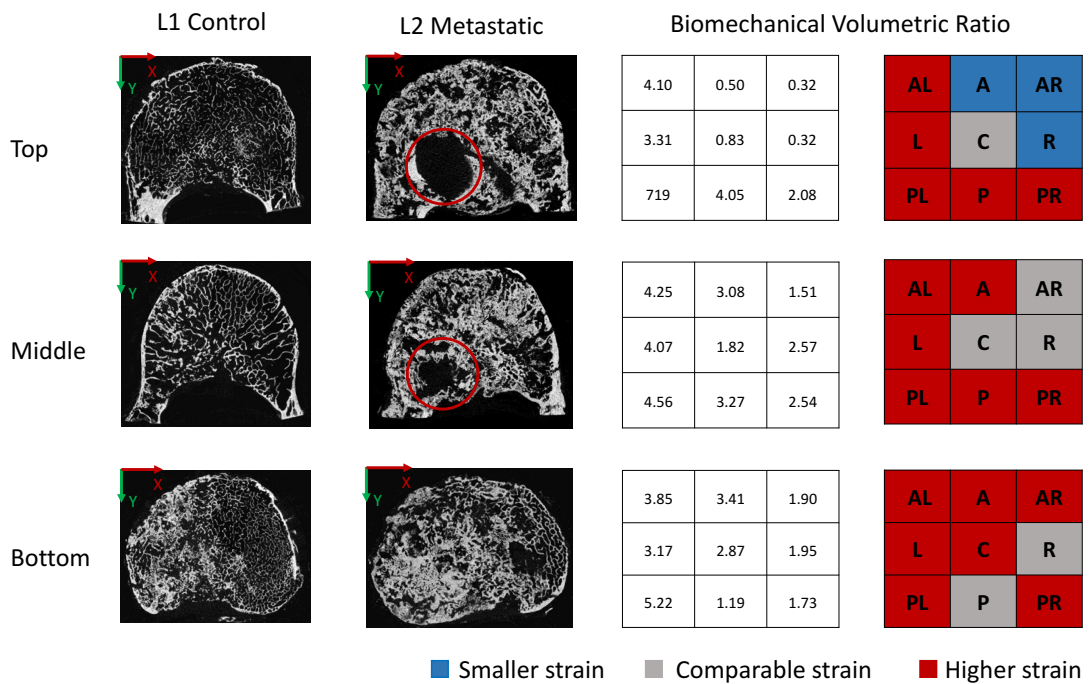 L1 Control L2 Metastatic Biomechanical Volumetric Ratio
Top
X
Y
X
Y
4.10 0.50 0.32
3.31 0.83 0.32
719 4.05 2.08
AL A AR
L C R
PL P PR
Middle
X
Y
X
Y
4.25 3.08 1.51
4.07 1.82 2.57
4.56 3.27 2.54
AL A AR
L C R
PL P PR
Bottom
X
Y
X
Y
3.85 3.41 1.90
3.17 2.87 1.95
5.22 1.19 1.73
AL A AR
L C R
PL P PR
Smaller strain Comparable strain Higher strain